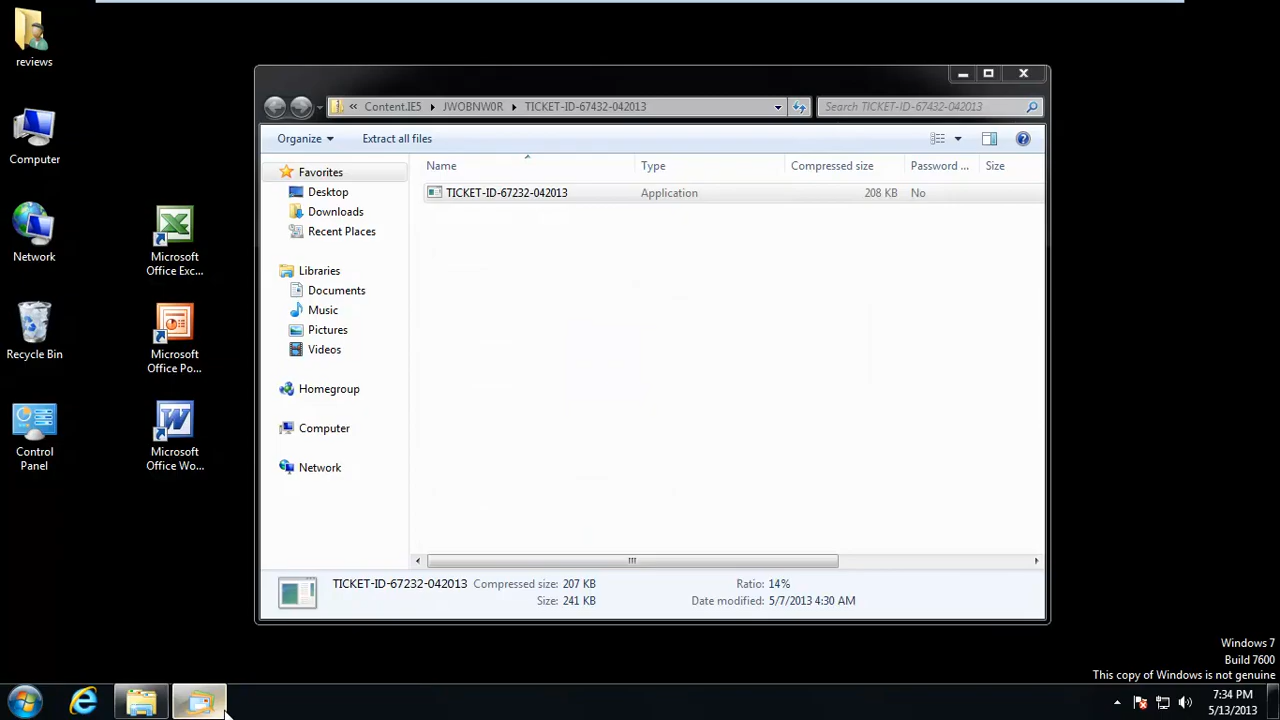 reviews
Computer
Network
Recycle Bin
Control
Panel
Microsoft
Office Exc...
Microsoft
Office Po...
Microsoft
Office Wo...
« Content.IE5 ▸ JWOBNW0R ▸ TICKET-ID-67432-042013
Search TICKET-ID-67432-042013
Organize
Extract all files
Favorites
Desktop
Downloads
Recent Places
Libraries
Documents
Music
Pictures
Videos
Homegroup
Computer
Network
Name Type Compressed size Password ... Size
TICKET-ID-67232-042013 Application 208 KB No
TICKET-ID-67232-042013 Compressed size: 207 KB Ratio: 14%
Size: 241 KB Date modified: 5/7/2013 4:30 AM
Windows 7
Build 7600
This copy of Windows is not genuine
7:34 PM
5/13/2013